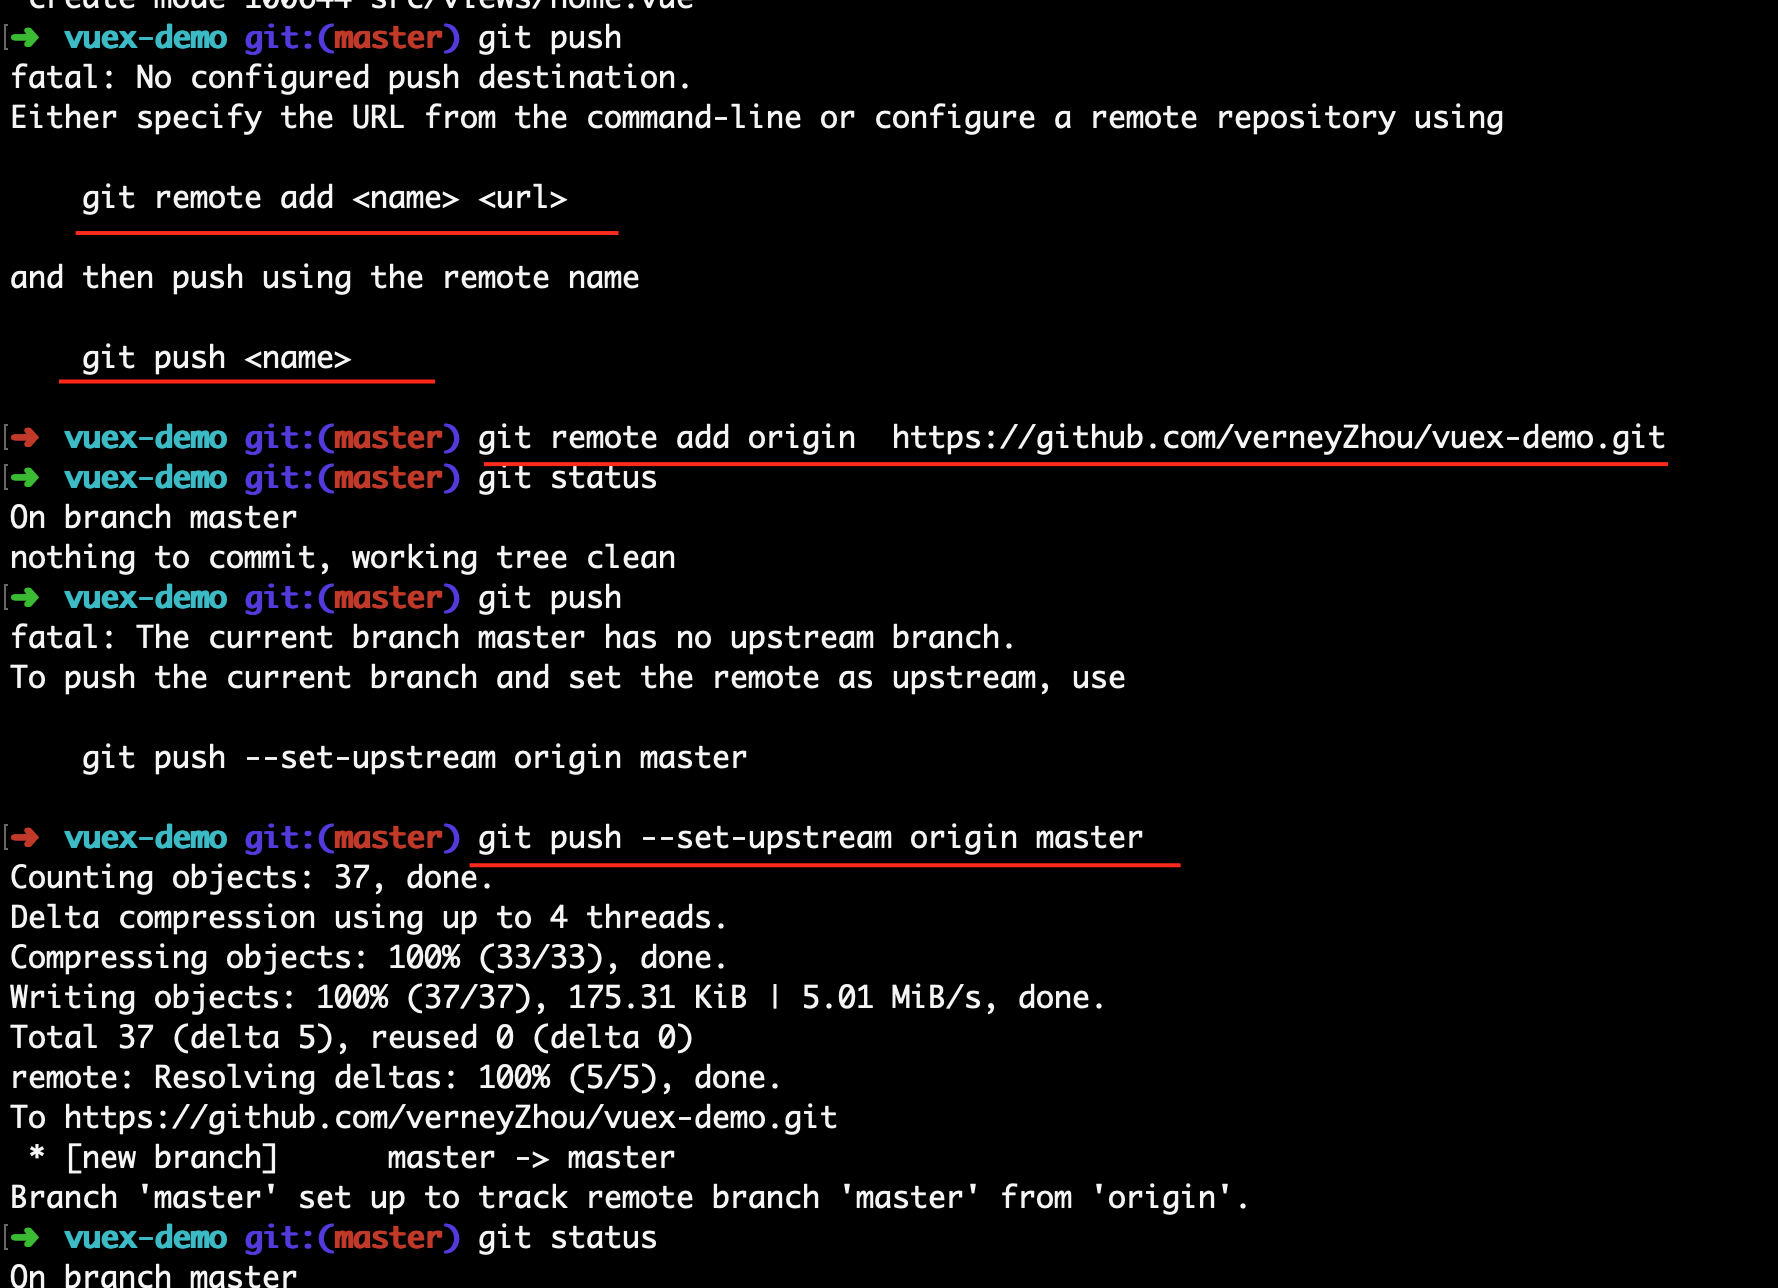 create mode 100644 src/views/home.vue
➜  vuex-demo git:(master) git push
fatal: No configured push destination.
Either specify the URL from the command-line or configure a remote repository using
    git remote add <name> <url>
and then push using the remote name
    git push <name>
➜  vuex-demo git:(master) git remote add origin  https://github.com/verneyZhou/vuex-demo.git
➜  vuex-demo git:(master) git status
On branch master
nothing to commit, working tree clean
➜  vuex-demo git:(master) git push
fatal: The current branch master has no upstream branch.
To push the current branch and set the remote as upstream, use
    git push --set-upstream origin master
➜  vuex-demo git:(master) git push --set-upstream origin master
Counting objects: 37, done.
Delta compression using up to 4 threads.
Compressing objects: 100% (33/33), done.
Writing objects: 100% (37/37), 175.31 KiB | 5.01 MiB/s, done.
Total 37 (delta 5), reused 0 (delta 0)
remote: Resolving deltas: 100% (5/5), done.
To https://github.com/verneyZhou/vuex-demo.git
 * [new branch]      master -> master
Branch 'master' set up to track remote branch 'master' from 'origin'.
➜  vuex-demo git:(master) git status
On branch master